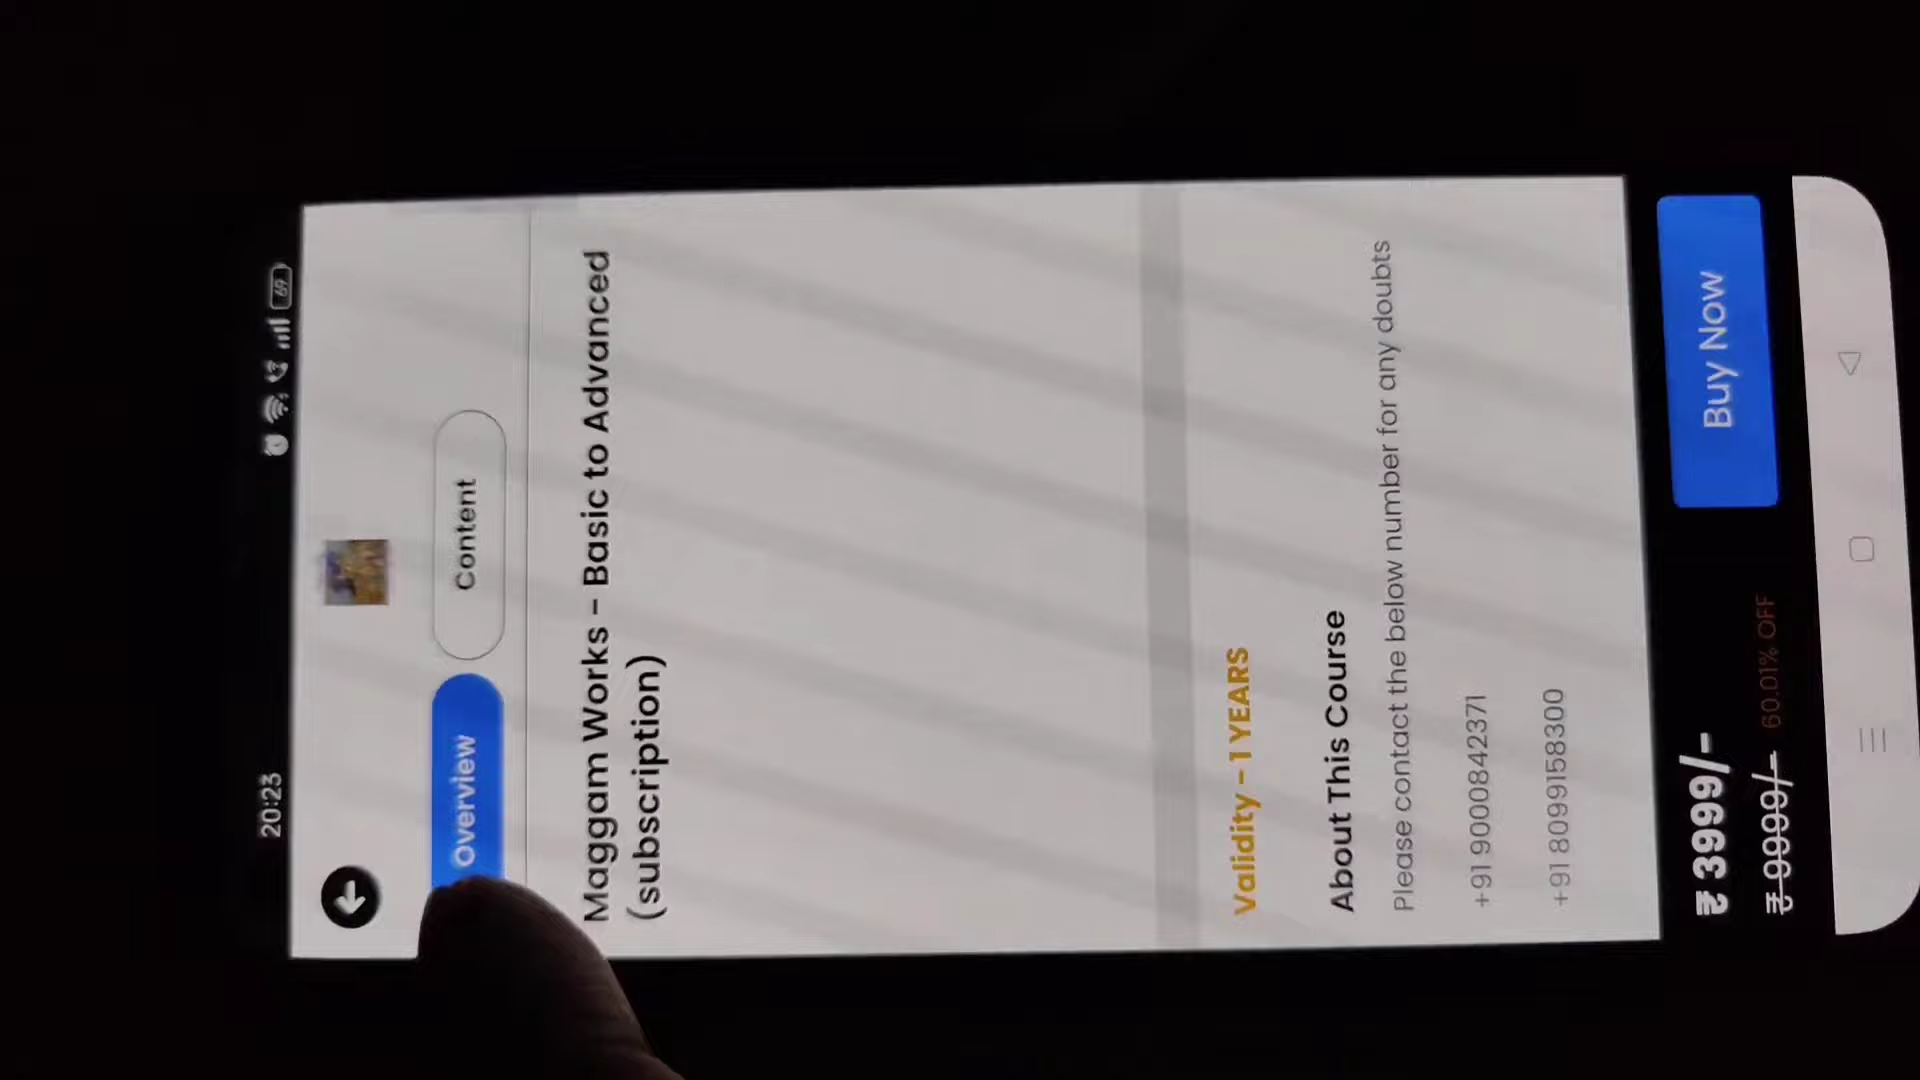 20:23
69
Overview
Content
Maggam Works - Basic to Advanced
(subscription)
Validity - 1 YEARS
About This Course
Please contact the below number for any doubts
+91 9000842371
+91 8099158300
₹ 3999/-
₹ 9999/- 60.01% OFF
Buy Now